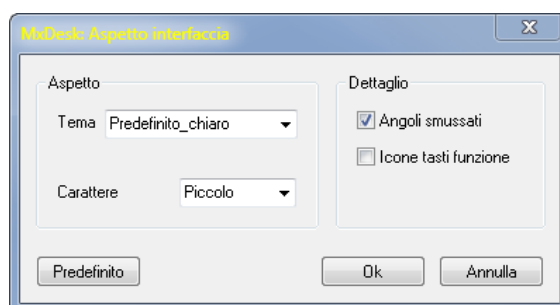 MxDesk: Aspetto interfaccia
Aspetto
Tema Predefinito_chiaro
Carattere Piccolo
Dettaglio
Angoli smussati
Icone tasti funzione
Predefinito
Ok
Annulla